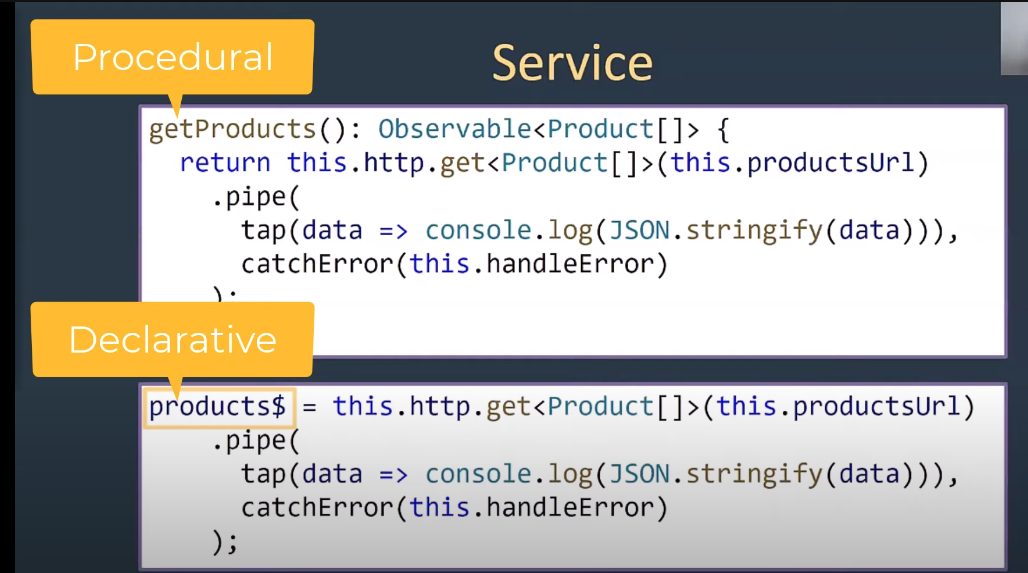 Procedural
Service
getProducts(): Observable<Product[]> {
return this.http.get<Product[]>(this.productsUrl)
.pipe(
tap(data => console.log(JSON.stringify(data))),
catchError(this.handleError)
);
Declarative
products$ = this.http.get<Product[]>(this.productsUrl)
.pipe(
tap(data => console.log(JSON.stringify(data))),
catchError(this.handleError)
);